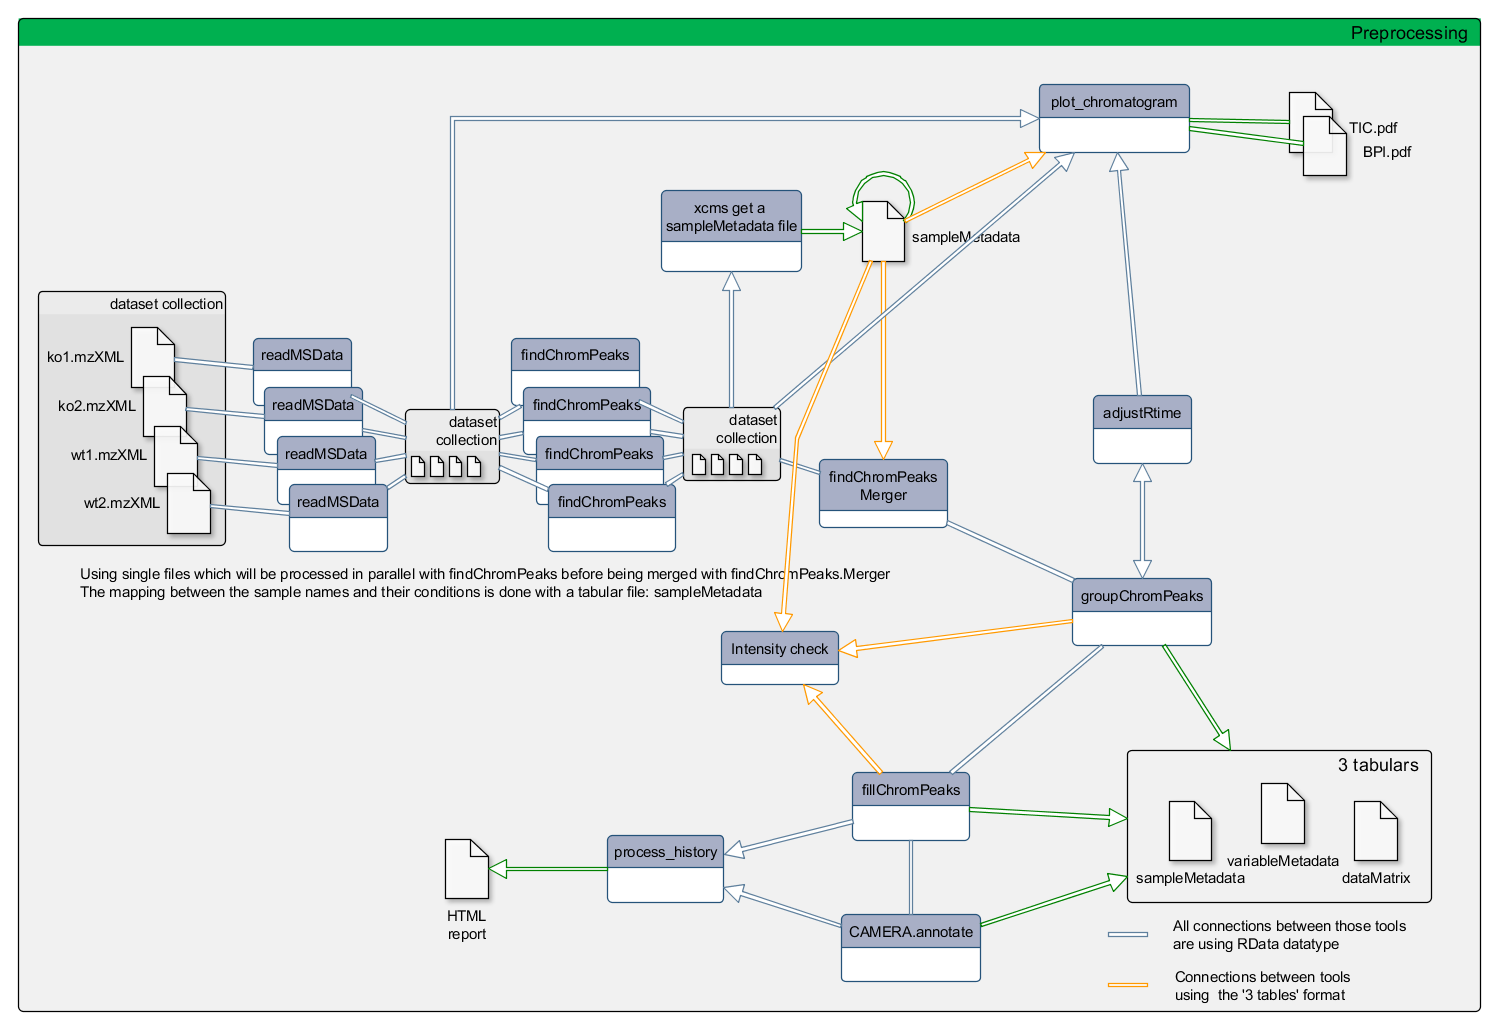 Preprocessing
plot_chromatogram
TIC.pdf
BPI.pdf
xcms get a
sampleMetadata file
sampleMetadata
dataset collection
ko1.mzXML
ko2.mzXML
wt1.mzXML
wt2.mzXML
readMSData
readMSData
readMSData
readMSData
dataset
collection
findChromPeaks
findChromPeaks
findChromPeaks
findChromPeaks
dataset
collection
findChromPeaks
Merger
adjustRtime
Using single files which will be processed in parallel with findChromPeaks before being merged with findChromPeaks.Merger
The mapping between the sample names and their conditions is done with a tabular file: sampleMetadata
groupChromPeaks
Intensity check
fillChromPeaks
3 tabulars
sampleMetadata
variableMetadata
dataMatrix
process_history
HTML
report
CAMERA.annotate
All connections between those tools
are using RData datatype
Connections between tools
using the '3 tables' format